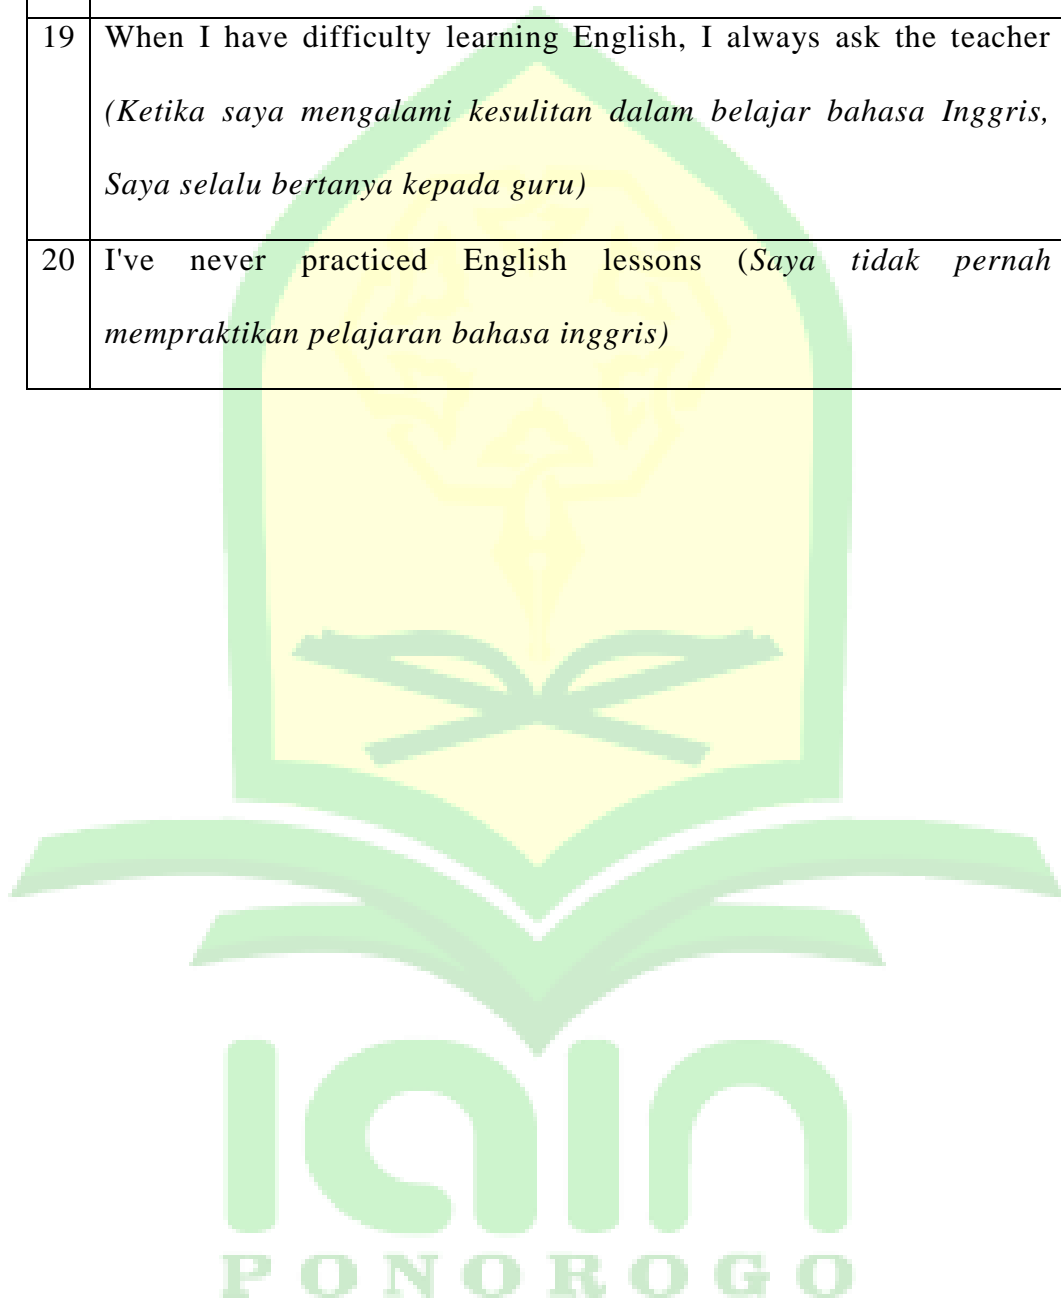 19 When I have difficulty learning English, I always ask the teacher
(Ketika saya mengalami kesulitan dalam belajar bahasa Inggris,
Saya selalu bertanya kepada guru)
20 I've never practiced English lessons (Saya tidak pernah
mempraktikan pelajaran bahasa inggris)
iain
PONOROGO